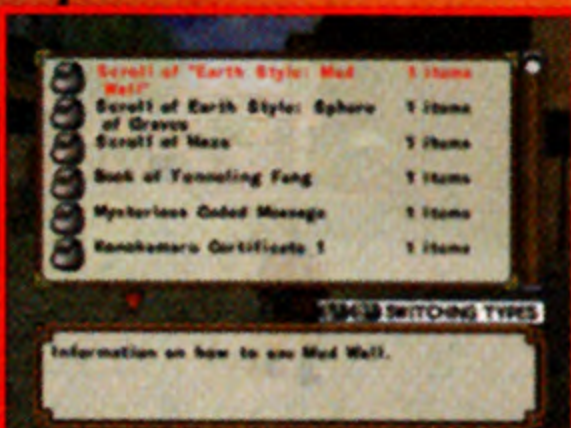 Scroll of "Earth Style: Mud 1 items
Wall"
Scroll of Earth Style: Sphere 1 items
of Graves
Scroll of Haze 1 items
Book of Tunneling Fang 1 items
Mysterious Coded Message 1 items
Konohamaru Certificate 1 1 items
SWITCHING TYPES
Information on how to use Mud Wall.